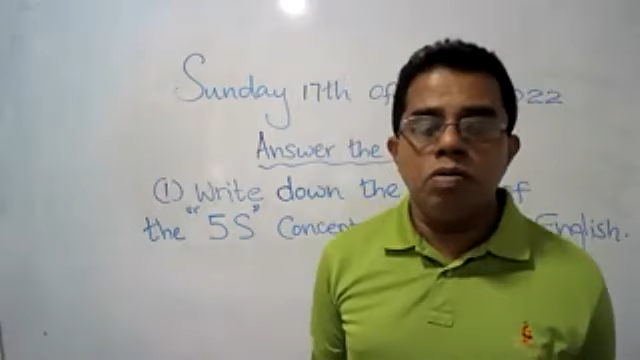 Sunday 17th of 2022
Answer the
(1) Write down the of
the "5S" Concept English.